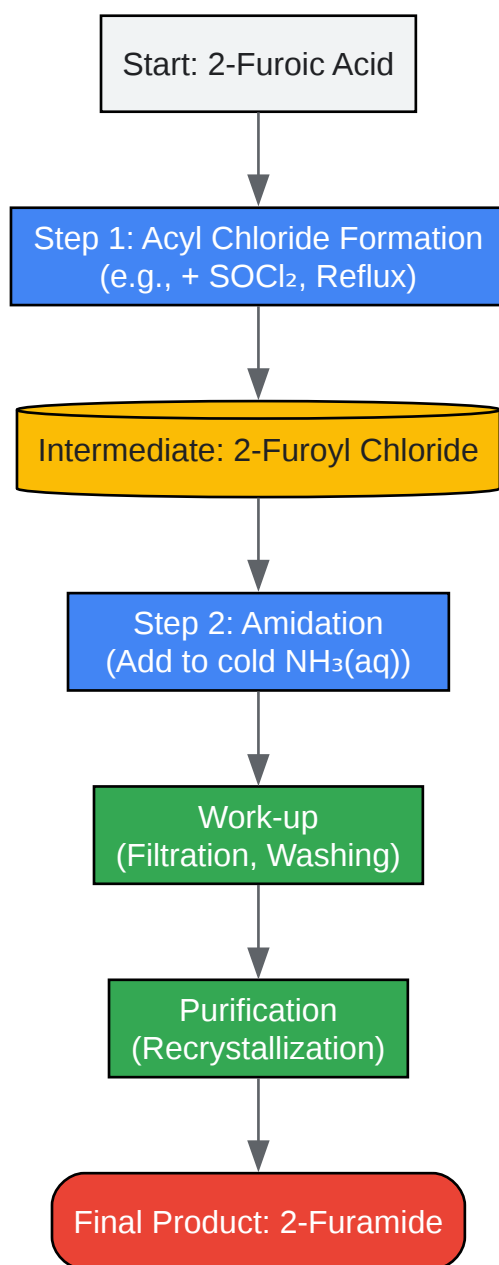 Start: 2-Furoic Acid
Step 1: Acyl Chloride Formation
(e.g., + SOCl₂, Reflux)
Intermediate: 2-Furoyl Chloride
Step 2: Amidation
(Add to cold NH₃(aq))
Work-up
(Filtration, Washing)
Purification
(Recrystallization)
Final Product: 2-Furamide